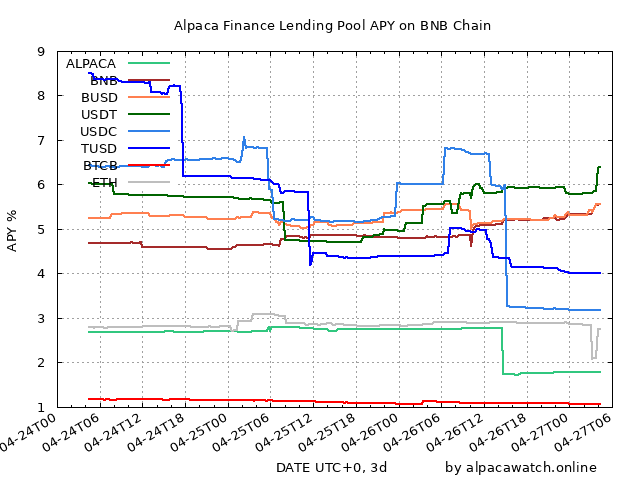 Alpaca Finance Lending Pool APY on BNB Chain
APY %
9
8
7
6
5
4
3
2
1
ALPACA
BNB
BUSD
USDT
USDC
TUSD
BTCB
ETH
04-24T00
04-24T06
04-24T12
04-24T18
04-25T00
04-25T06
04-25T12
04-25T18
04-26T00
04-26T06
04-26T12
04-26T18
04-27T00
04-27T06
DATE UTC+0, 3d
by alpacawatch.online